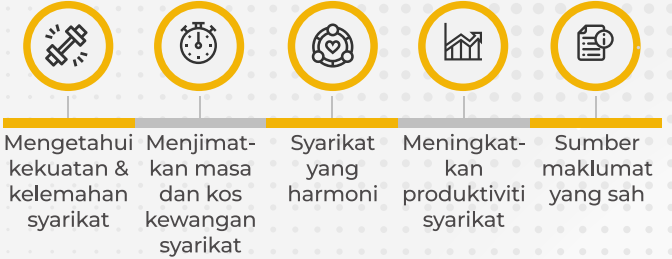 Mengetahui
kekuatan &
kelemahan
syarikat
Menjimat-
kan masa
dan kos
kewangan
syarikat
Syarikat
yang
harmoni
Meningkat-
kan
produktiviti
syarikat
Sumber
maklumat
yang sah